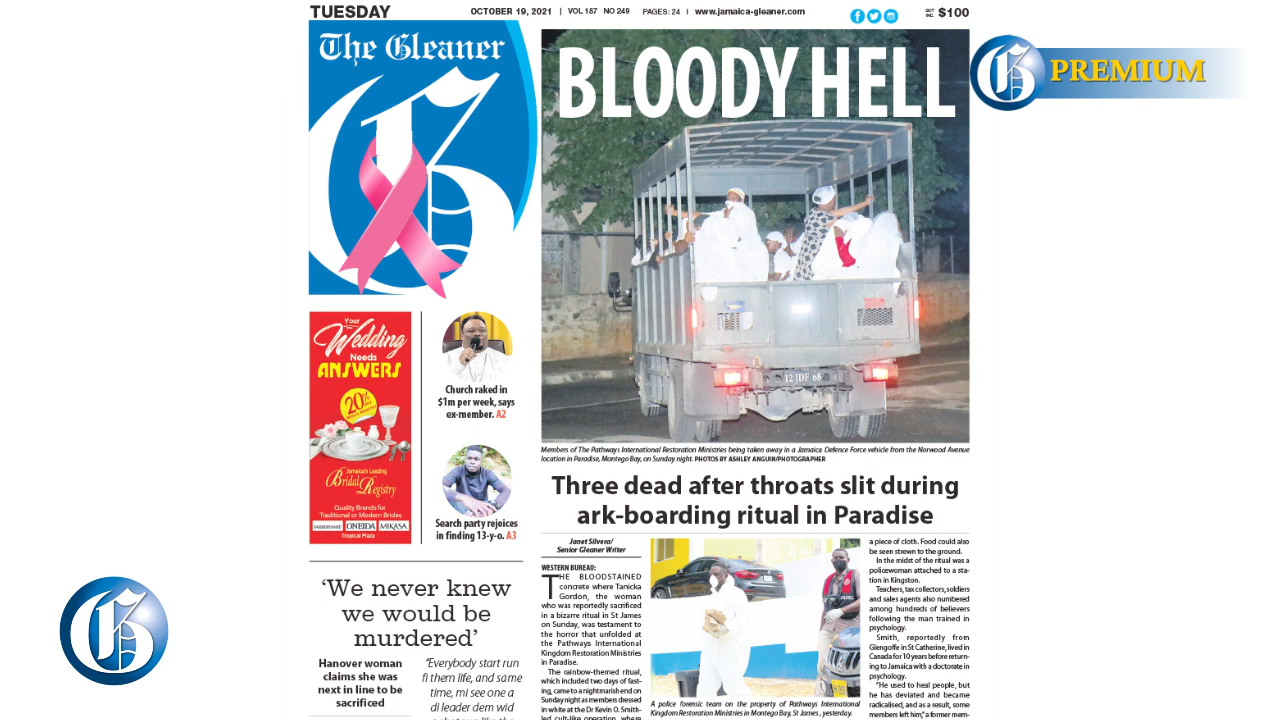 TUESDAY
OCTOBER 19, 2021 | VOL 187 NO 249 PAGES: 24 I www.jamaica-gleaner.com
GCT INC. $100
The Gleaner
G
BLOODY HELL
G PREMIUM
12 JDF 68
Members of The Pathways International Restoration Ministries being taken away in a Jamaica Defence Force vehicle from the Norwood Avenue
location in Paradise, Montego Bay, on Sunday night. PHOTOS BY ASHLEY ANGUIN/PHOTOGRAPHER
Your
Wedding
Needs
ANSWERS
20%
Jamaica's Leading
Bridal Registry
Quality Brands for
Traditional or Modern Brides
FARBERWARE ONEIDA MIKASA
Tropical Plaza
Church raked in
$1m per week, says
ex-member. A2
Search party rejoices
in finding 13-y-o. A3
Three dead after throats slit during
ark-boarding ritual in Paradise
Janet Silvera/
Senior Gleaner Writer
WESTERN BUREAU:
THE BLOODSTAINED
concrete where Tanicka
Gordon, the woman
who was reportedly sacrificed
in a bizarre ritual in St James
on Sunday, was testament to
the horror that unfolded at
the Pathways International
Kingdom Restoration Ministries
in Paradise.
The rainbow-themed ritual,
which included two days of fast-
ing, came to a nightmarish end on
Sunday night as members dressed
in white at the Dr Kevin O. Smith-
led cult-like operation, where
A police forensic team on the property of Pathways International
Kingdom Restoration Ministries in Montego Bay, St James, yesterday.
a piece of cloth. Food could also
be seen strewn to the ground.
In the midst of the ritual was a
policewoman attached to a sta-
tion in Kingston.
Teachers, tax collectors, soldiers
and sales agents also numbered
among hundreds of believers
following the man trained in
psychology.
Smith, reportedly from
Glengoffe in St Catherine, lived in
Canada for 10 years before return-
ing to Jamaica with a doctorate in
psychology.
"He used to heal people, but
he has deviated and became
radicalised, and as a result, some
members left him," a former mem-
'We never knew
we would be
murdered'
Hanover woman
claims she was
next in line to be
sacrificed
"Everybody start run
fi them life, and same
time, mi see one a
di leader dem wid
G